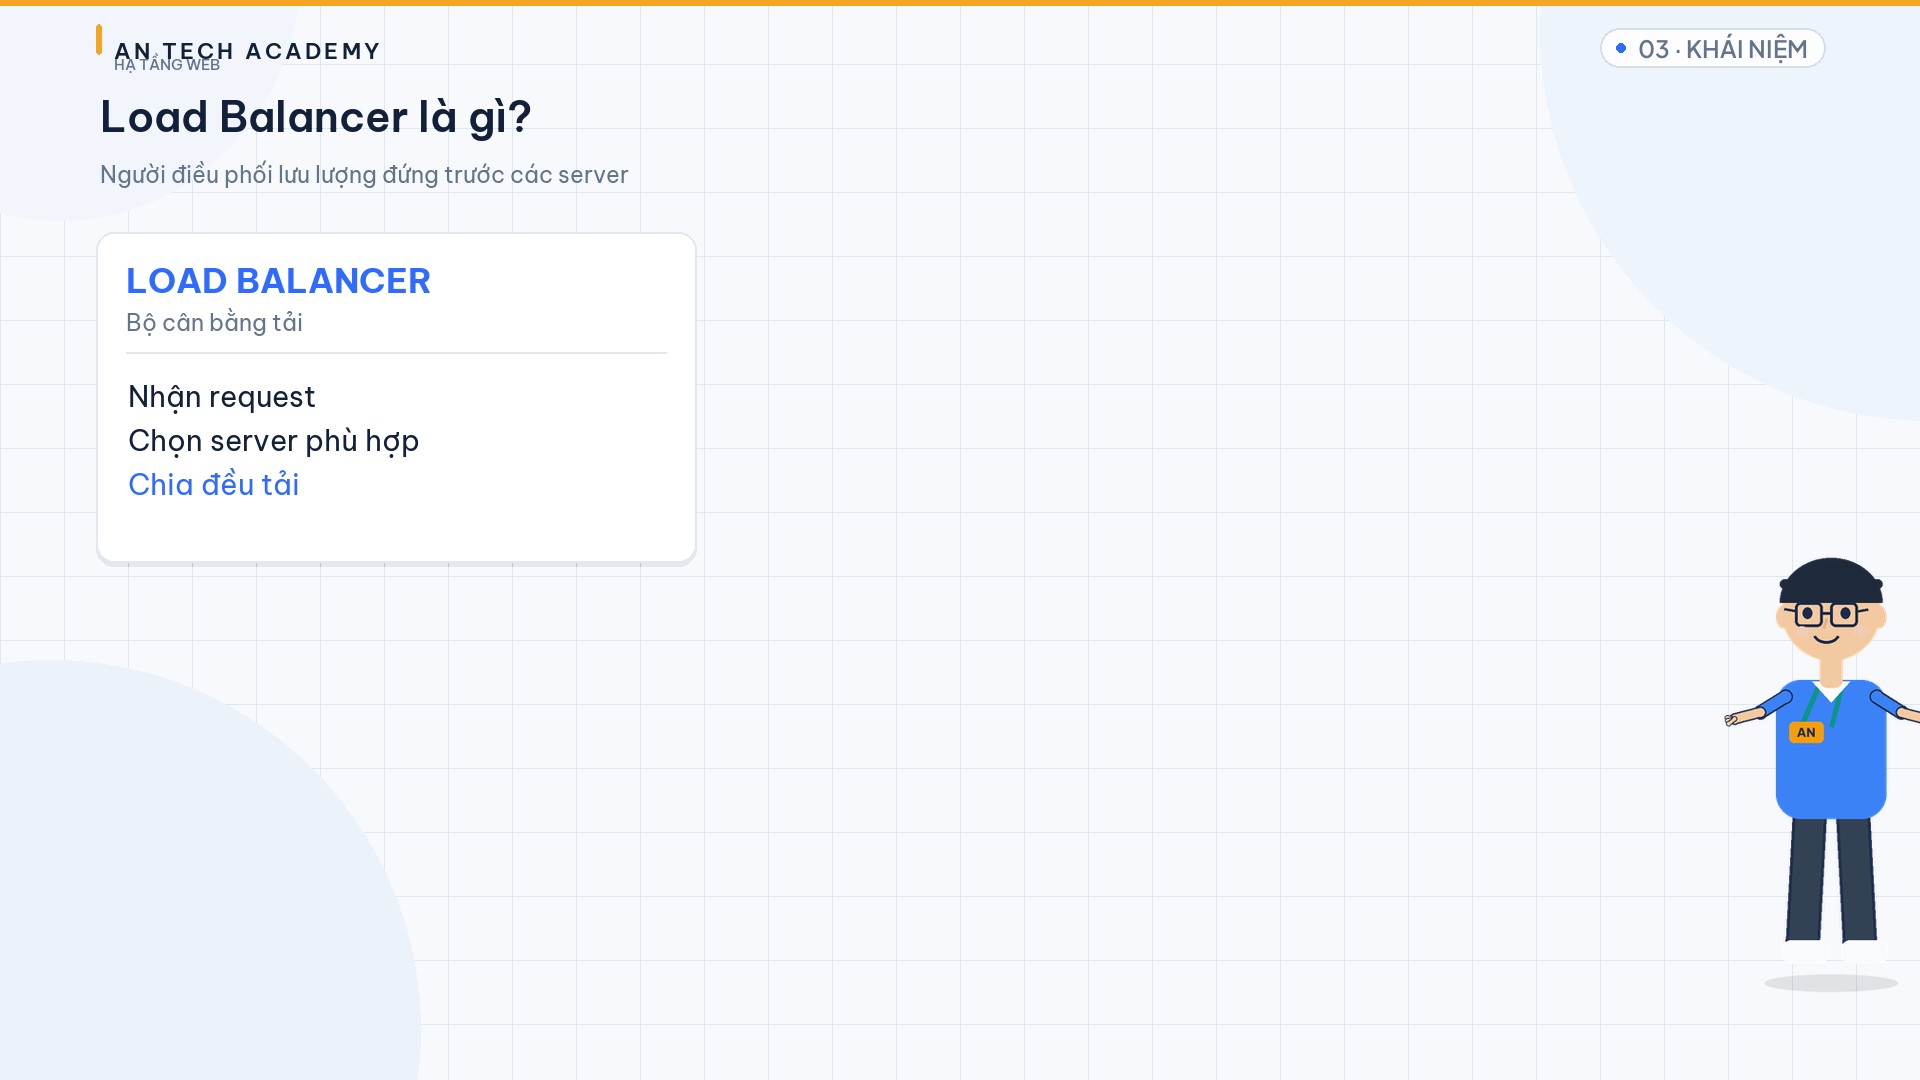 AN TECH ACADEMY
HẠ TẦNG WEB
03 · KHÁI NIỆM
Load Balancer là gì?
Người điều phối lưu lượng đứng trước các server
LOAD BALANCER
Bộ cân bằng tải
Nhận request
Chọn server phù hợp
Chia đều tải
AN